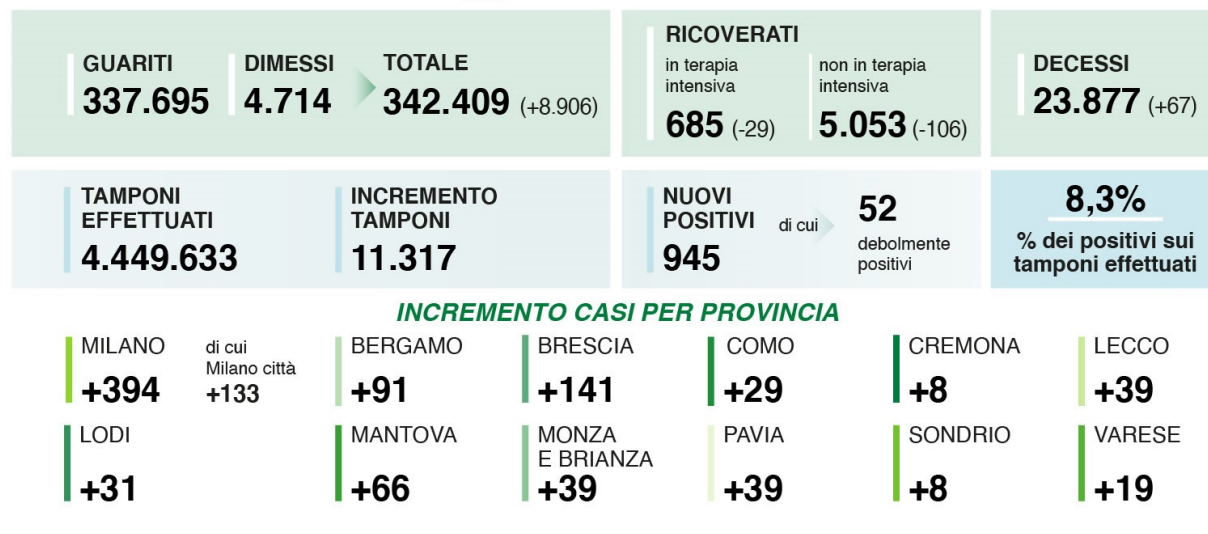 GUARITI
337.695
DIMESSI
4.714
TOTALE
342.409 (+8.906)
RICOVERATI
in terapia
intensiva
685 (-29)
non in terapia
intensiva
5.053 (-106)
DECESSI
23.877 (+67)
TAMPONI
EFFETTUATI
4.449.633
INCREMENTO
TAMPONI
11.317
NUOVI
POSITIVI
945
di cui
52
debolmente
positivi
8,3%
% dei positivi sui
tamponi effettuati
INCREMENTO CASI PER PROVINCIA
MILANO
+394
di cui
Milano città
+133
BERGAMO
+91
BRESCIA
+141
COMO
+29
CREMONA
+8
LECCO
+39
LODI
+31
MANTOVA
+66
MONZA
E BRIANZA
+39
PAVIA
+39
SONDRIO
+8
VARESE
+19